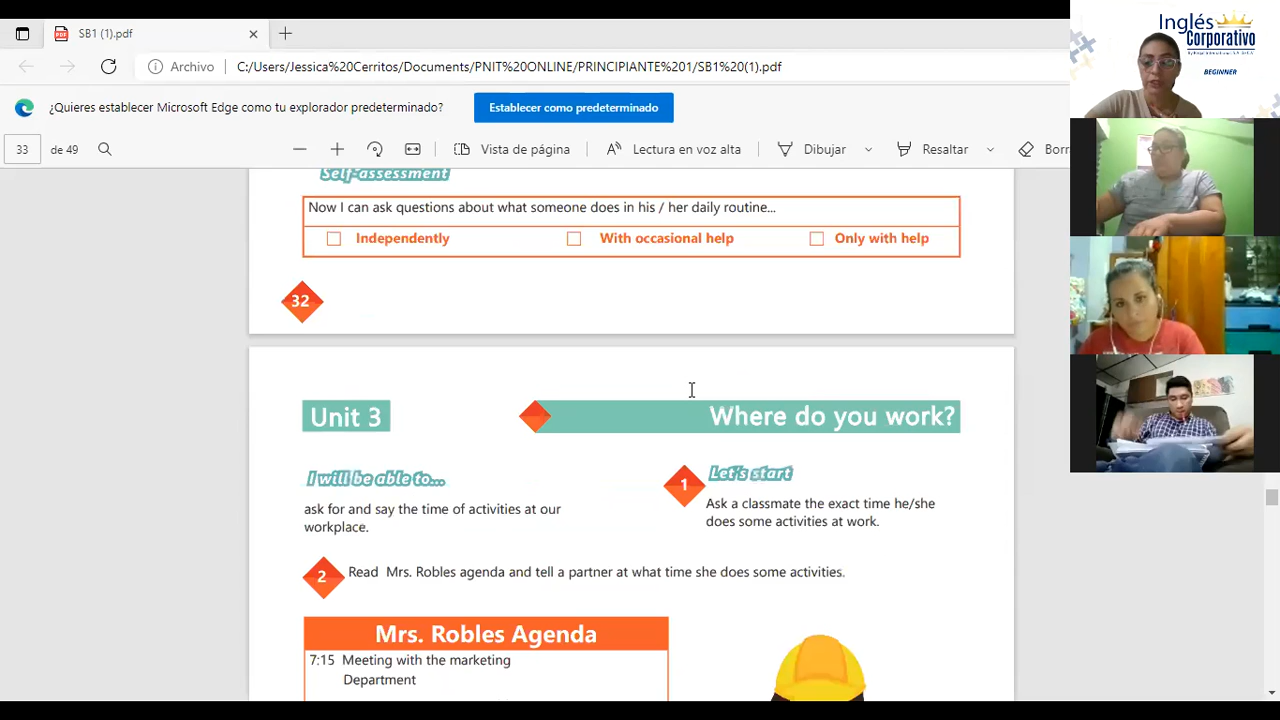 SB1 (1).pdf
Archivo
C:/Users/Jessica%20Cerritos/Documents/PNIT%20ONLINE/PRINCIPIANTE%201/SB1%20(1).pdf
¿Quieres establecer Microsoft Edge como tu explorador predeterminado?
Establecer como predeterminado
33 de 49
Vista de página
Lectura en voz alta
Dibujar
Resaltar
Borr
Self-assessment
Now I can ask questions about what someone does in his / her daily routine...
Independently
With occasional help
Only with help
32
Unit 3
Where do you work?
I will be able to...
ask for and say the time of activities at our
workplace.
1
Let's start
Ask a classmate the exact time he/she
does some activities at work.
2
Read Mrs. Robles agenda and tell a partner at what time she does some activities.
Mrs. Robles Agenda
7:15 Meeting with the marketing
Department
Inglés
Corporativo
BEGINNER